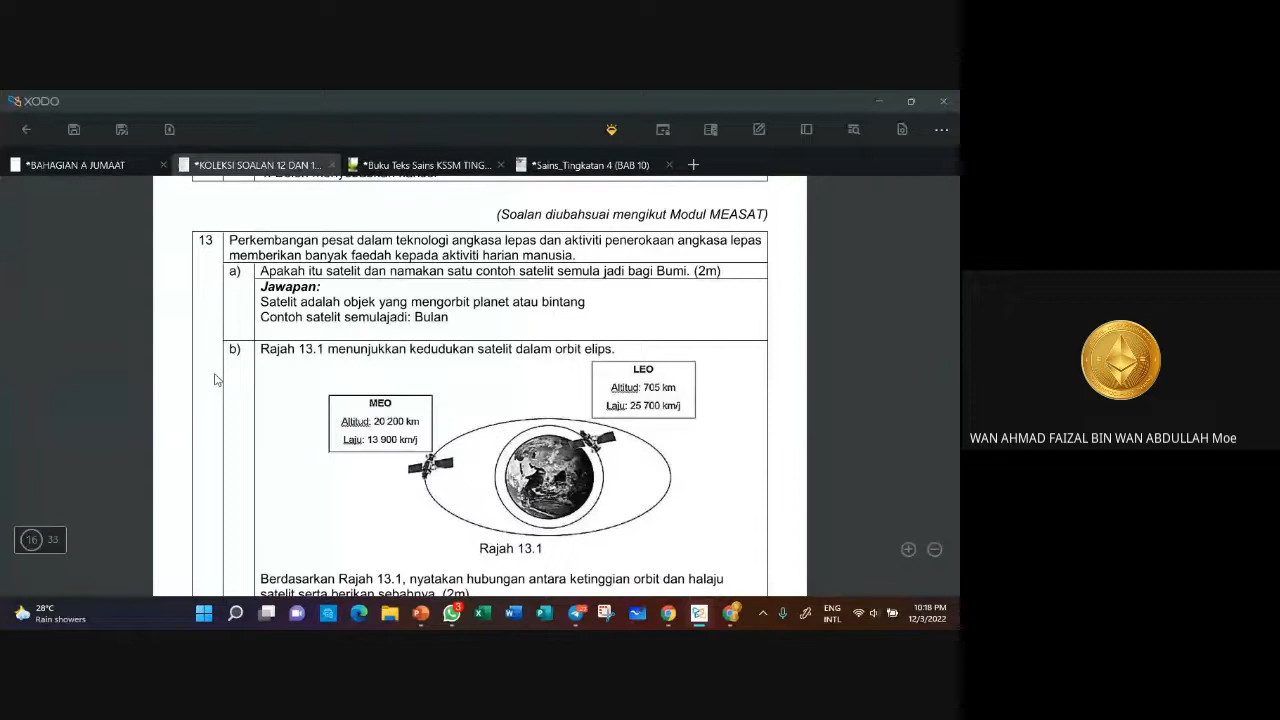 XODO
*BAHAGIAN A JUMAAT
*KOLEKSI SOALAN 12 DAN 1...
*Buku Teks Sains KSSM TING...
*Sains_Tingkatan 4 (BAB 10)
(Soalan diubahsuai mengikut Modul MEASAT)
13 Perkembangan pesat dalam teknologi angkasa lepas dan aktiviti penerokaan angkasa lepas
memberikan banyak faedah kepada aktiviti harian manusia.
a) Apakah itu satelit dan namakan satu contoh satelit semula jadi bagi Bumi. (2m)
Jawapan:
Satelit adalah objek yang mengorbit planet atau bintang
Contoh satelit semulajadi: Bulan
b) Rajah 13.1 menunjukkan kedudukan satelit dalam orbit elips.
LEO
Altitud: 705 km
Laju: 25 700 km/j
MEO
Altitud: 20 200 km
Laju: 13 900 km/j
Rajah 13.1
Berdasarkan Rajah 13.1, nyatakan hubungan antara ketinggian orbit dan halaju
satelit serta berikan sebabnya. (2m)
16 33
WAN AHMAD FAIZAL BIN WAN ABDULLAH Moe
28°C
Rain showers
3
ENG
INTL
10:18 PM
12/3/2022